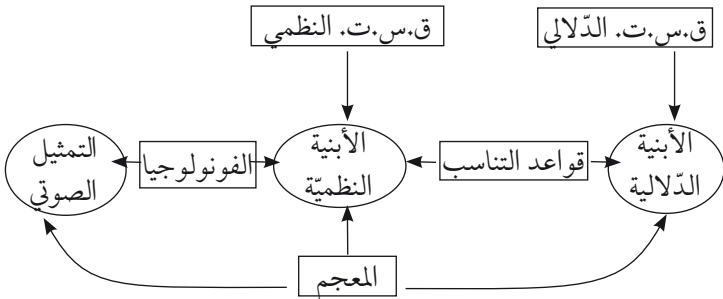 ق.س.ت. الدّلالي
ق.س.ت. النظمي
الأبنية
الدّلالية
قواعد التناسب
الأبنية
النظميّة
الفونولوجيا
التمثيل
الصوتي
المعجم